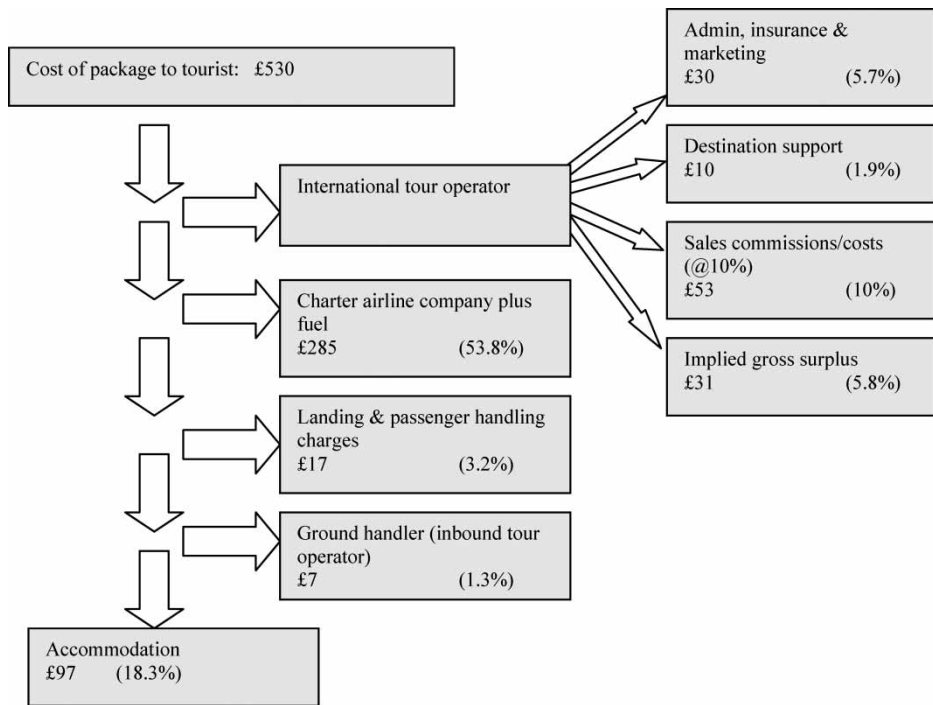 Cost of package to tourist: £530
International tour operator
Admin, insurance &
marketing
£30 (5.7%)
Destination support
£10 (1.9%)
Sales commissions/costs
(@10%)
£53 (10%)
Implied gross surplus
£31 (5.8%)
Charter airline company plus
fuel
£285 (53.8%)
Landing & passenger handling
charges
£17 (3.2%)
Ground handler (inbound tour
operator)
£7 (1.3%)
Accommodation
£97 (18.3%)